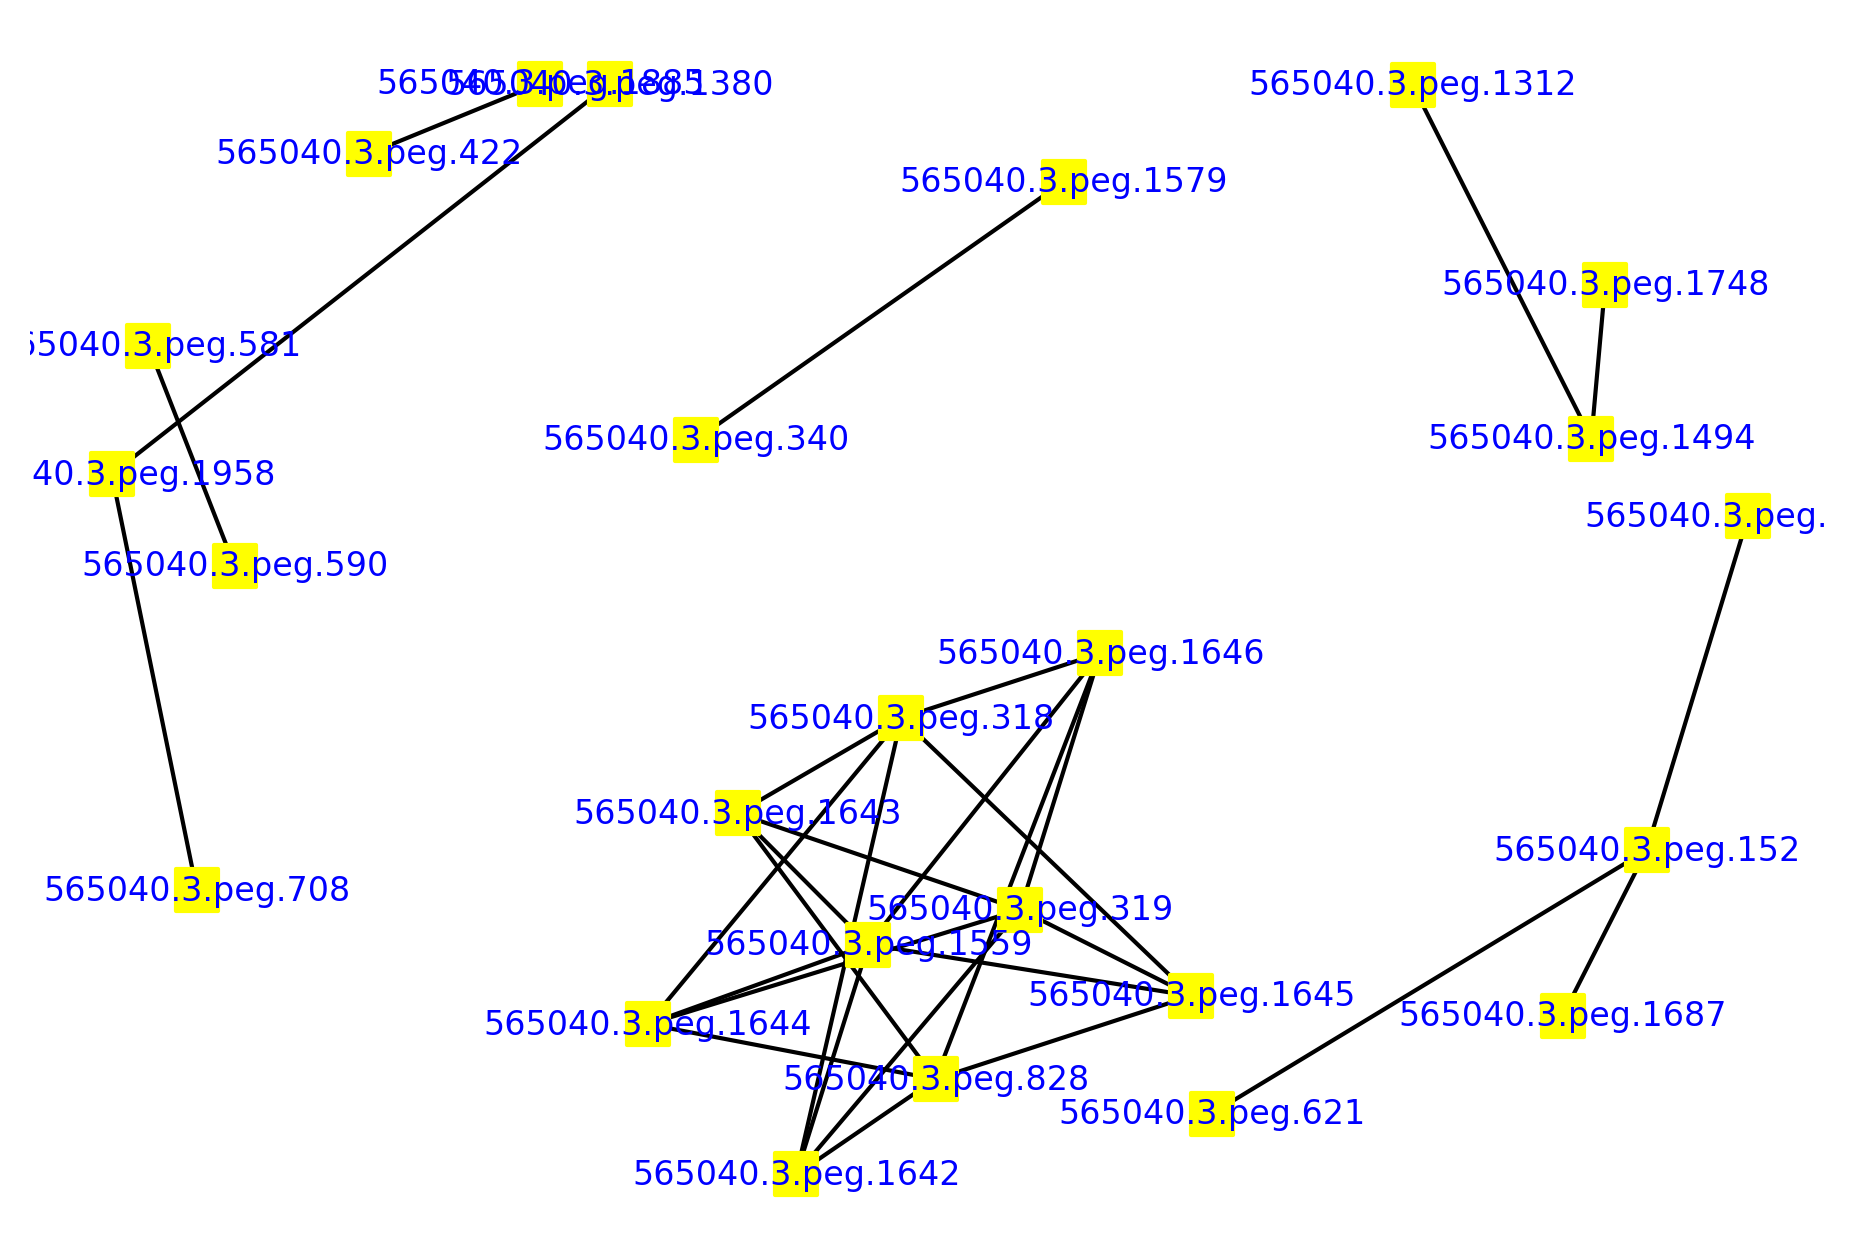 565040.3.peg.1885
565040.3.peg.1380
565040.3.peg.1312
565040.3.peg.422
565040.3.peg.1579
565040.3.peg.1748
5040.3.peg.581
565040.3.peg.340
565040.3.peg.1494
40.3.peg.1958
565040.3.peg.
565040.3.peg.590
565040.3.peg.1646
565040.3.peg.318
565040.3.peg.1643
565040.3.peg.152
565040.3.peg.708
565040.3.peg.319
565040.3.peg.1559
565040.3.peg.1645
565040.3.peg.1687
565040.3.peg.1644
565040.3.peg.828
565040.3.peg.621
565040.3.peg.1642